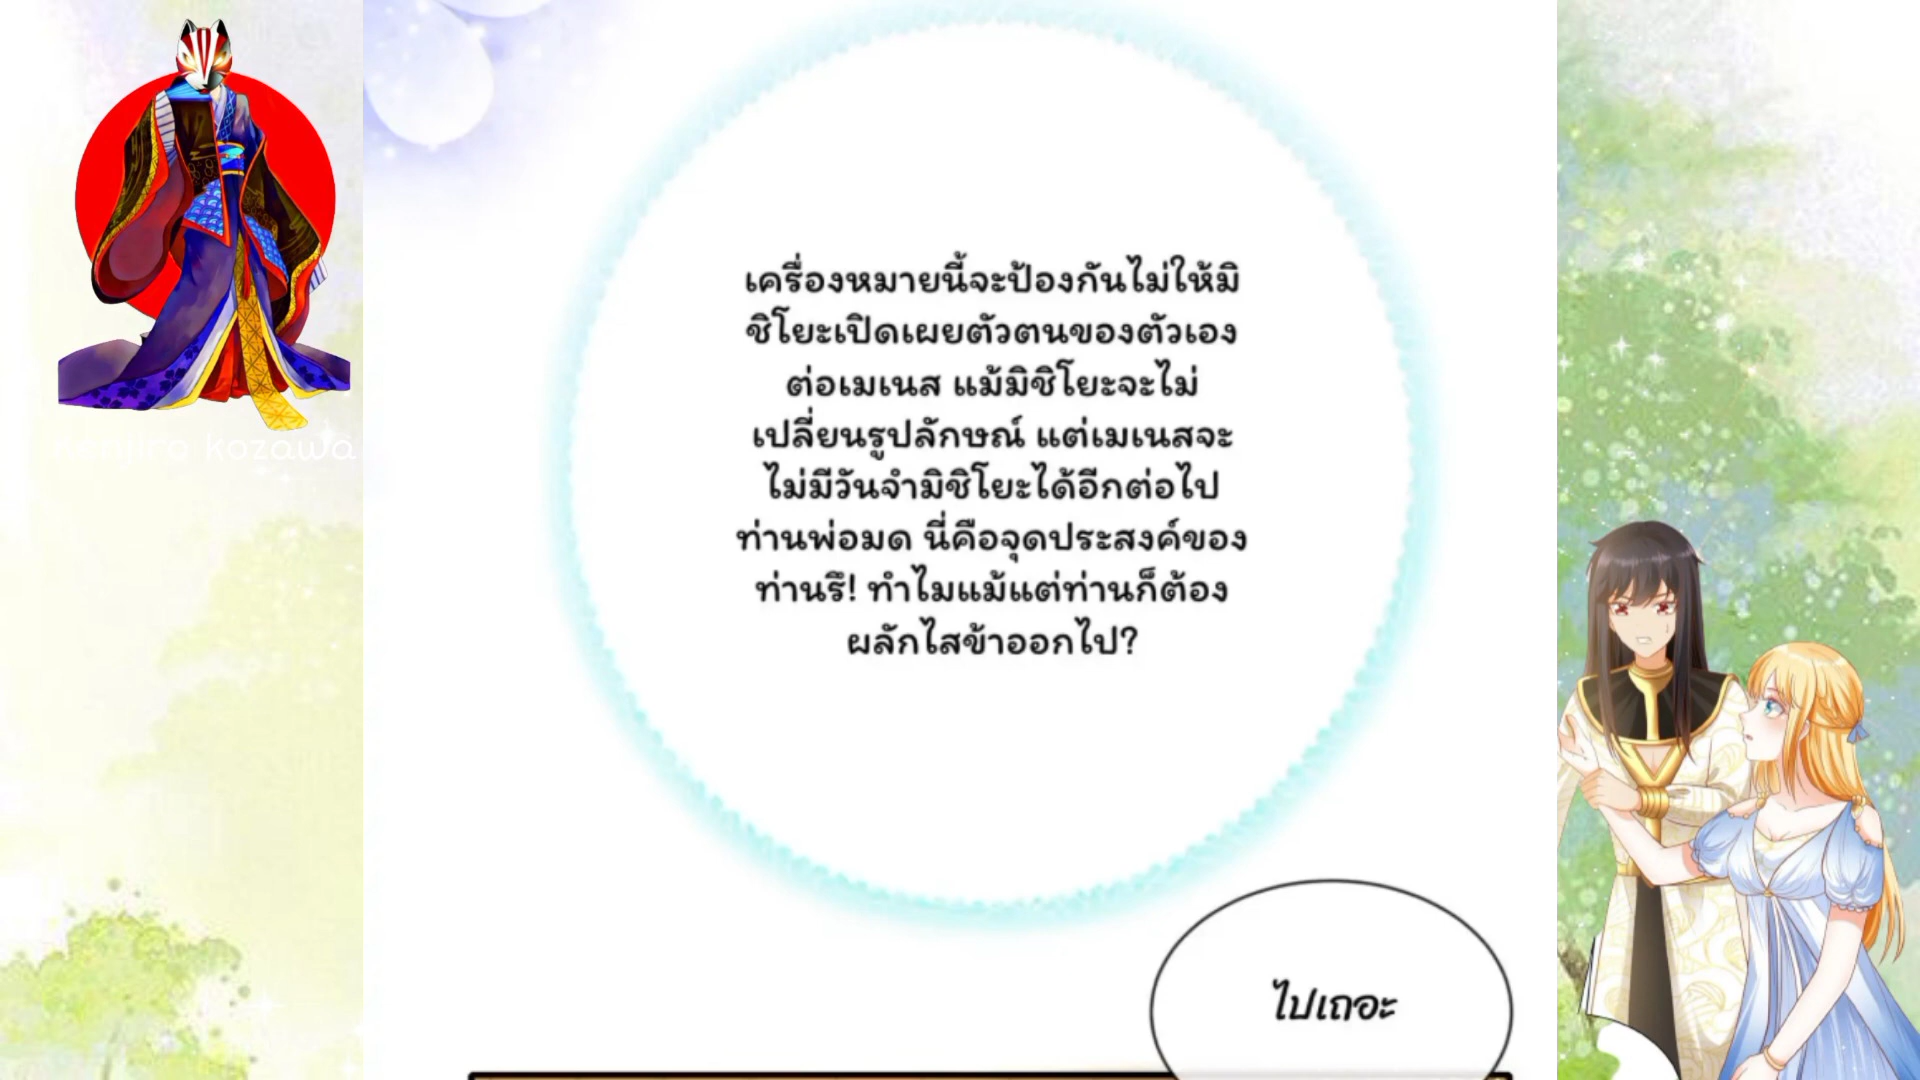 kenjiro kozawa
เครื่องหมายนี้จะป้องกันไม่ให้มิ
ชิโยะเปิดเผยตัวตนของตัวเอง
ต่อเมเนส แม้มิชิโยะจะไม่
เปลี่ยนรูปลักษณ์ แต่เมเนสจะ
ไม่มีวันจำมิชิโยะได้อีกต่อไป
ท่านพ่อมด นี่คือจุดประสงค์ของ
ท่านรึ! ทำไมแม้แต่ท่านก็ต้อง
ผลักไสข้าออกไป?
ไปเถอะ